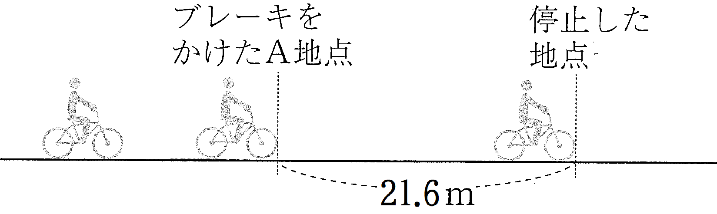 ブレーキを
かけたA地点
停止した
地点
21.6m